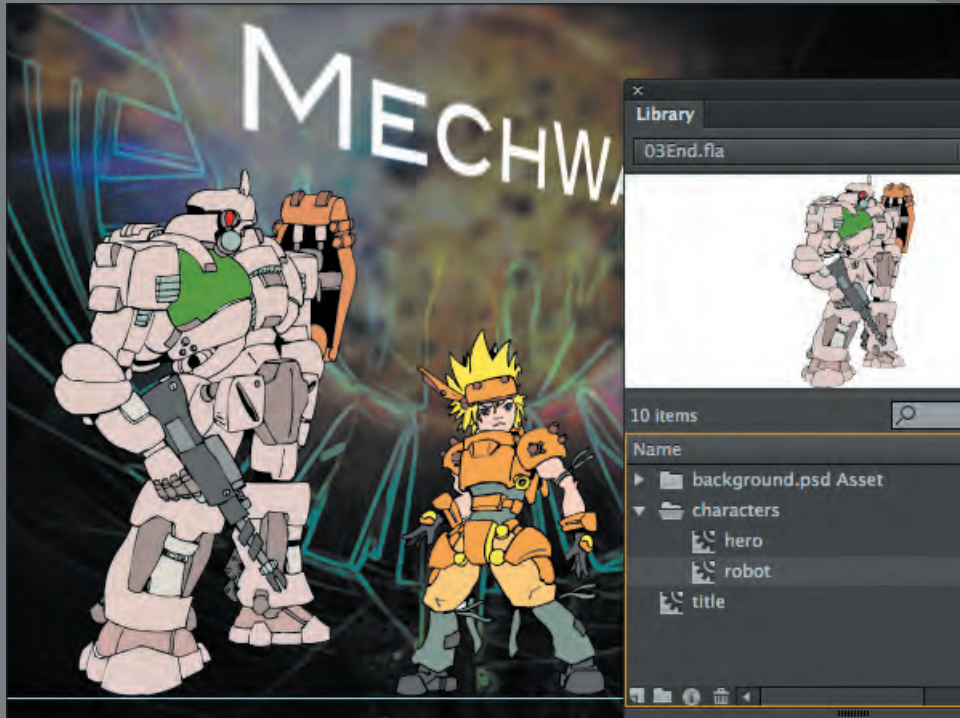 MECHWA
Library
03End.fla
10 items
Name
background.psd Asset
characters
hero
robot
title